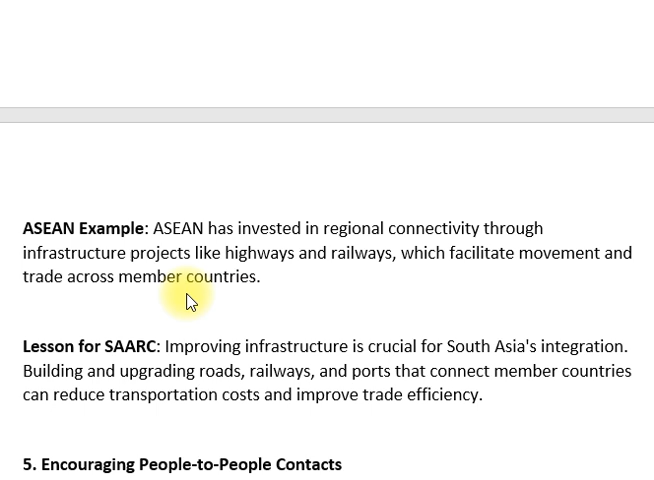 ASEAN Example: ASEAN has invested in regional connectivity through
infrastructure projects like highways and railways, which facilitate movement and
trade across member countries.
Lesson for SAARC: Improving infrastructure is crucial for South Asia's integration.
Building and upgrading roads, railways, and ports that connect member countries
can reduce transportation costs and improve trade efficiency.
5. Encouraging People-to-People Contacts